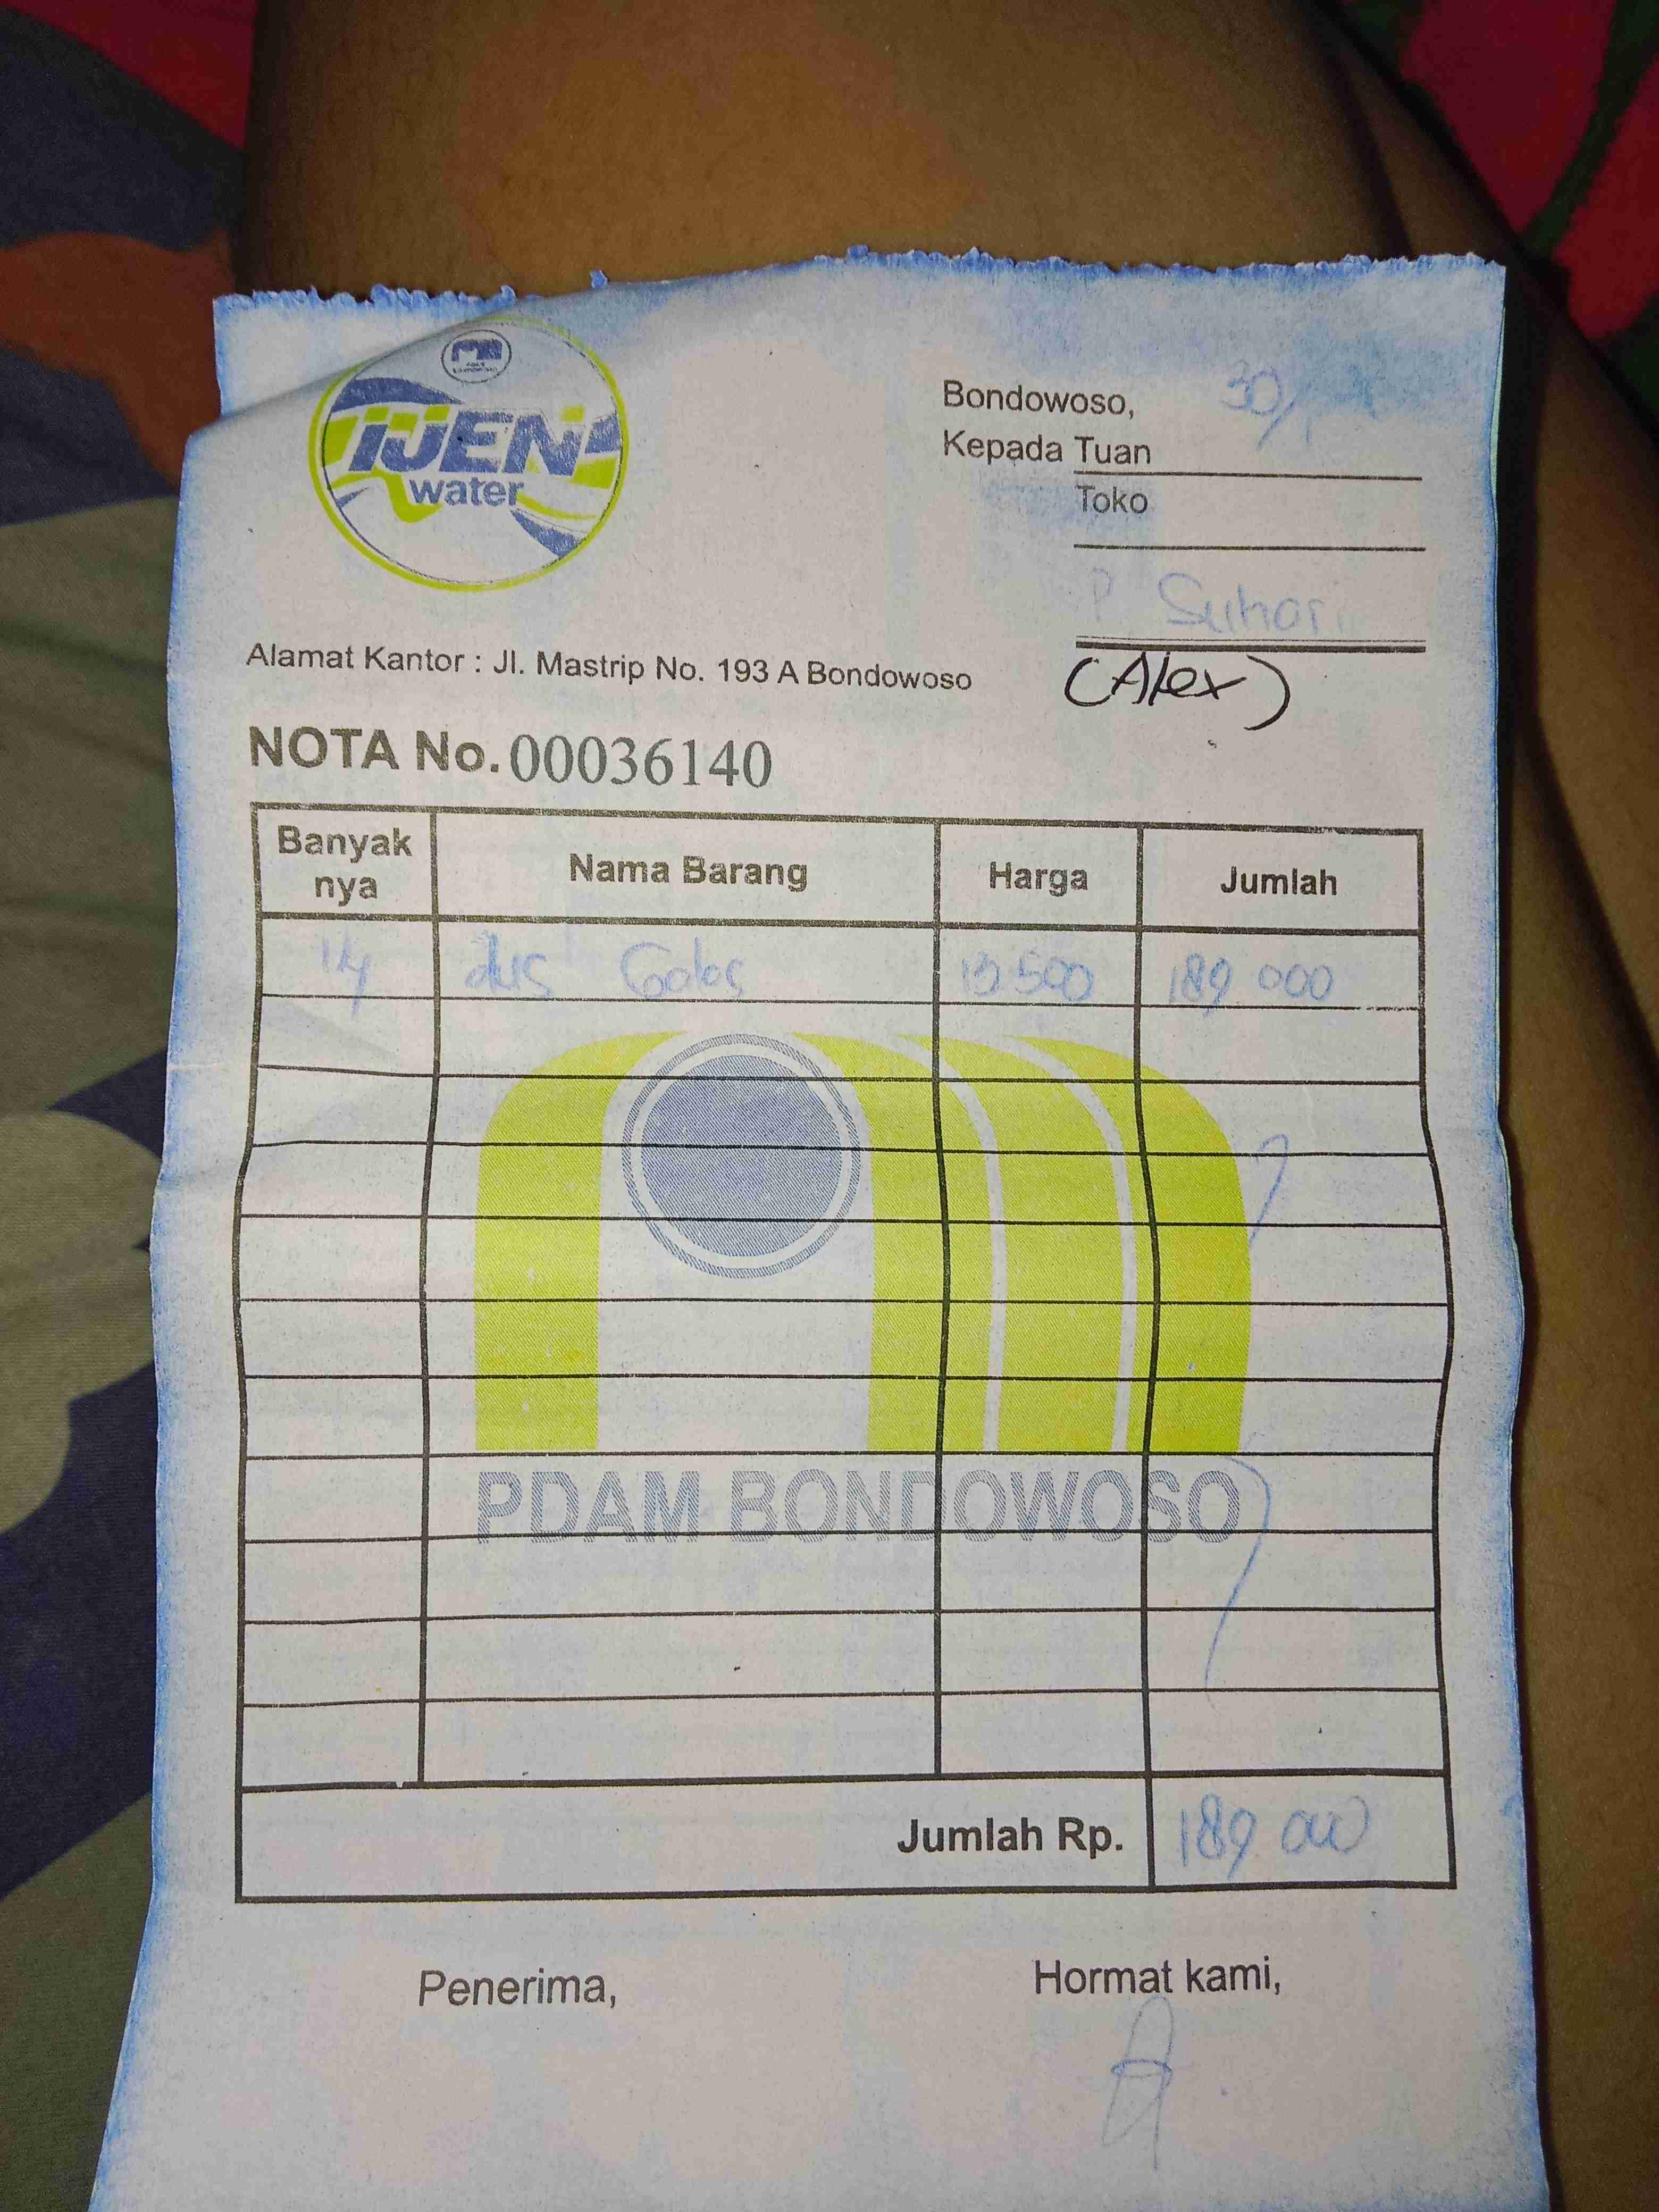 IJEN
water
Bondowoso, 30/
Kepada Tuan
Toko
P Suhari
(Alex)
Alamat Kantor : Jl. Mastrip No. 193 A Bondowoso
NOTA No. 00036140
Banyak nya Nama Barang Harga Jumlah
14 dus Gelas 13 500 189 000
PDAM BONDOWOSO
Jumlah Rp. 189 000
Penerima, Hormat kami,